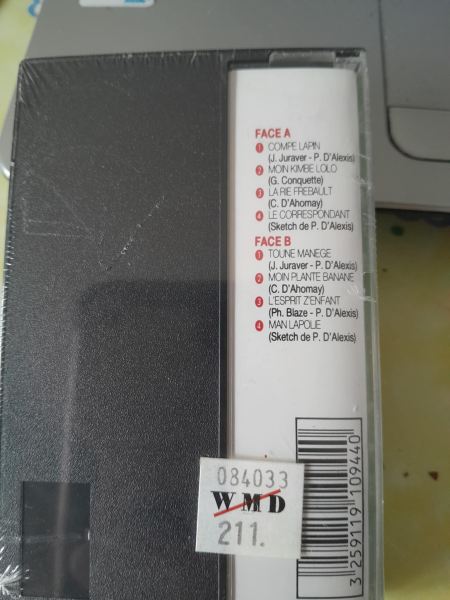 FACE A
1 COMPE LAPIN
(J. Juraver - P. D'Alexis)
2 MOIN KIMBE LOLO
(G. Conquette)
3 LA RIE FREBAULT
(C. D'Ahomay)
4 LE CORRESPONDANT
(Sketch de P. D'Alexis)
FACE B
1 TOUNE MANEGE
(J. Juraver - P. D'Alexis)
2 MOIN PLANTE BANANE
(C. D'Ahomay)
3 L'ESPRIT Z'ENFANT
(Ph. Blaze - P. D'Alexis)
4 MAN LAPOLE
(Sketch de P. D'Alexis)
084033
WMD
211.
3 259119 109440